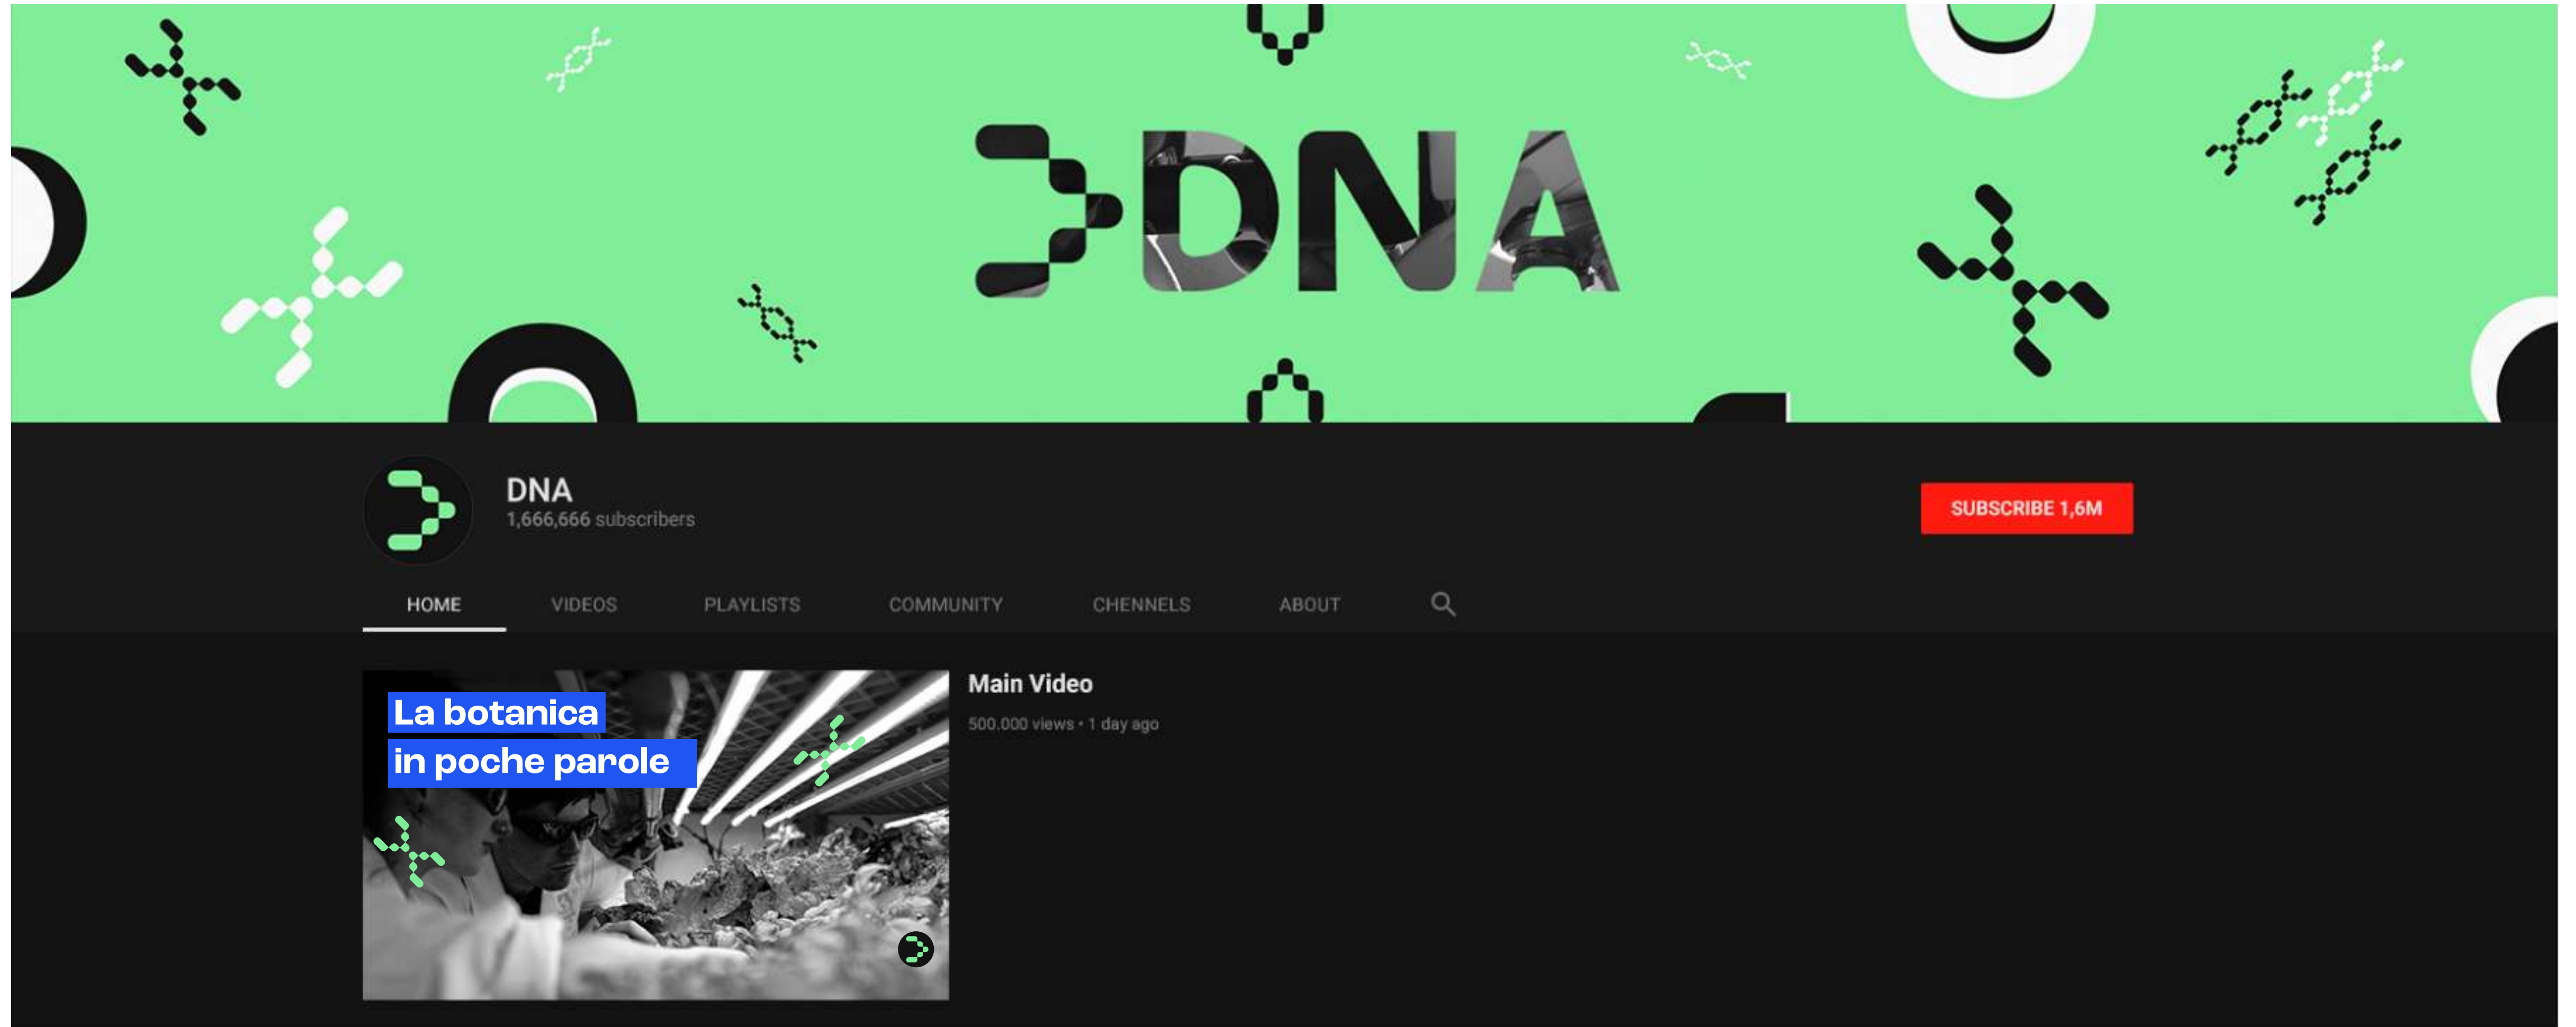 DNA
DNA
1,666,666 subscribers
SUBSCRIBE 1,6M
HOME VIDEOS PLAYLISTS COMMUNITY CHENNELS ABOUT
La botanica
in poche parole
Main Video
500.000 views • 1 day ago